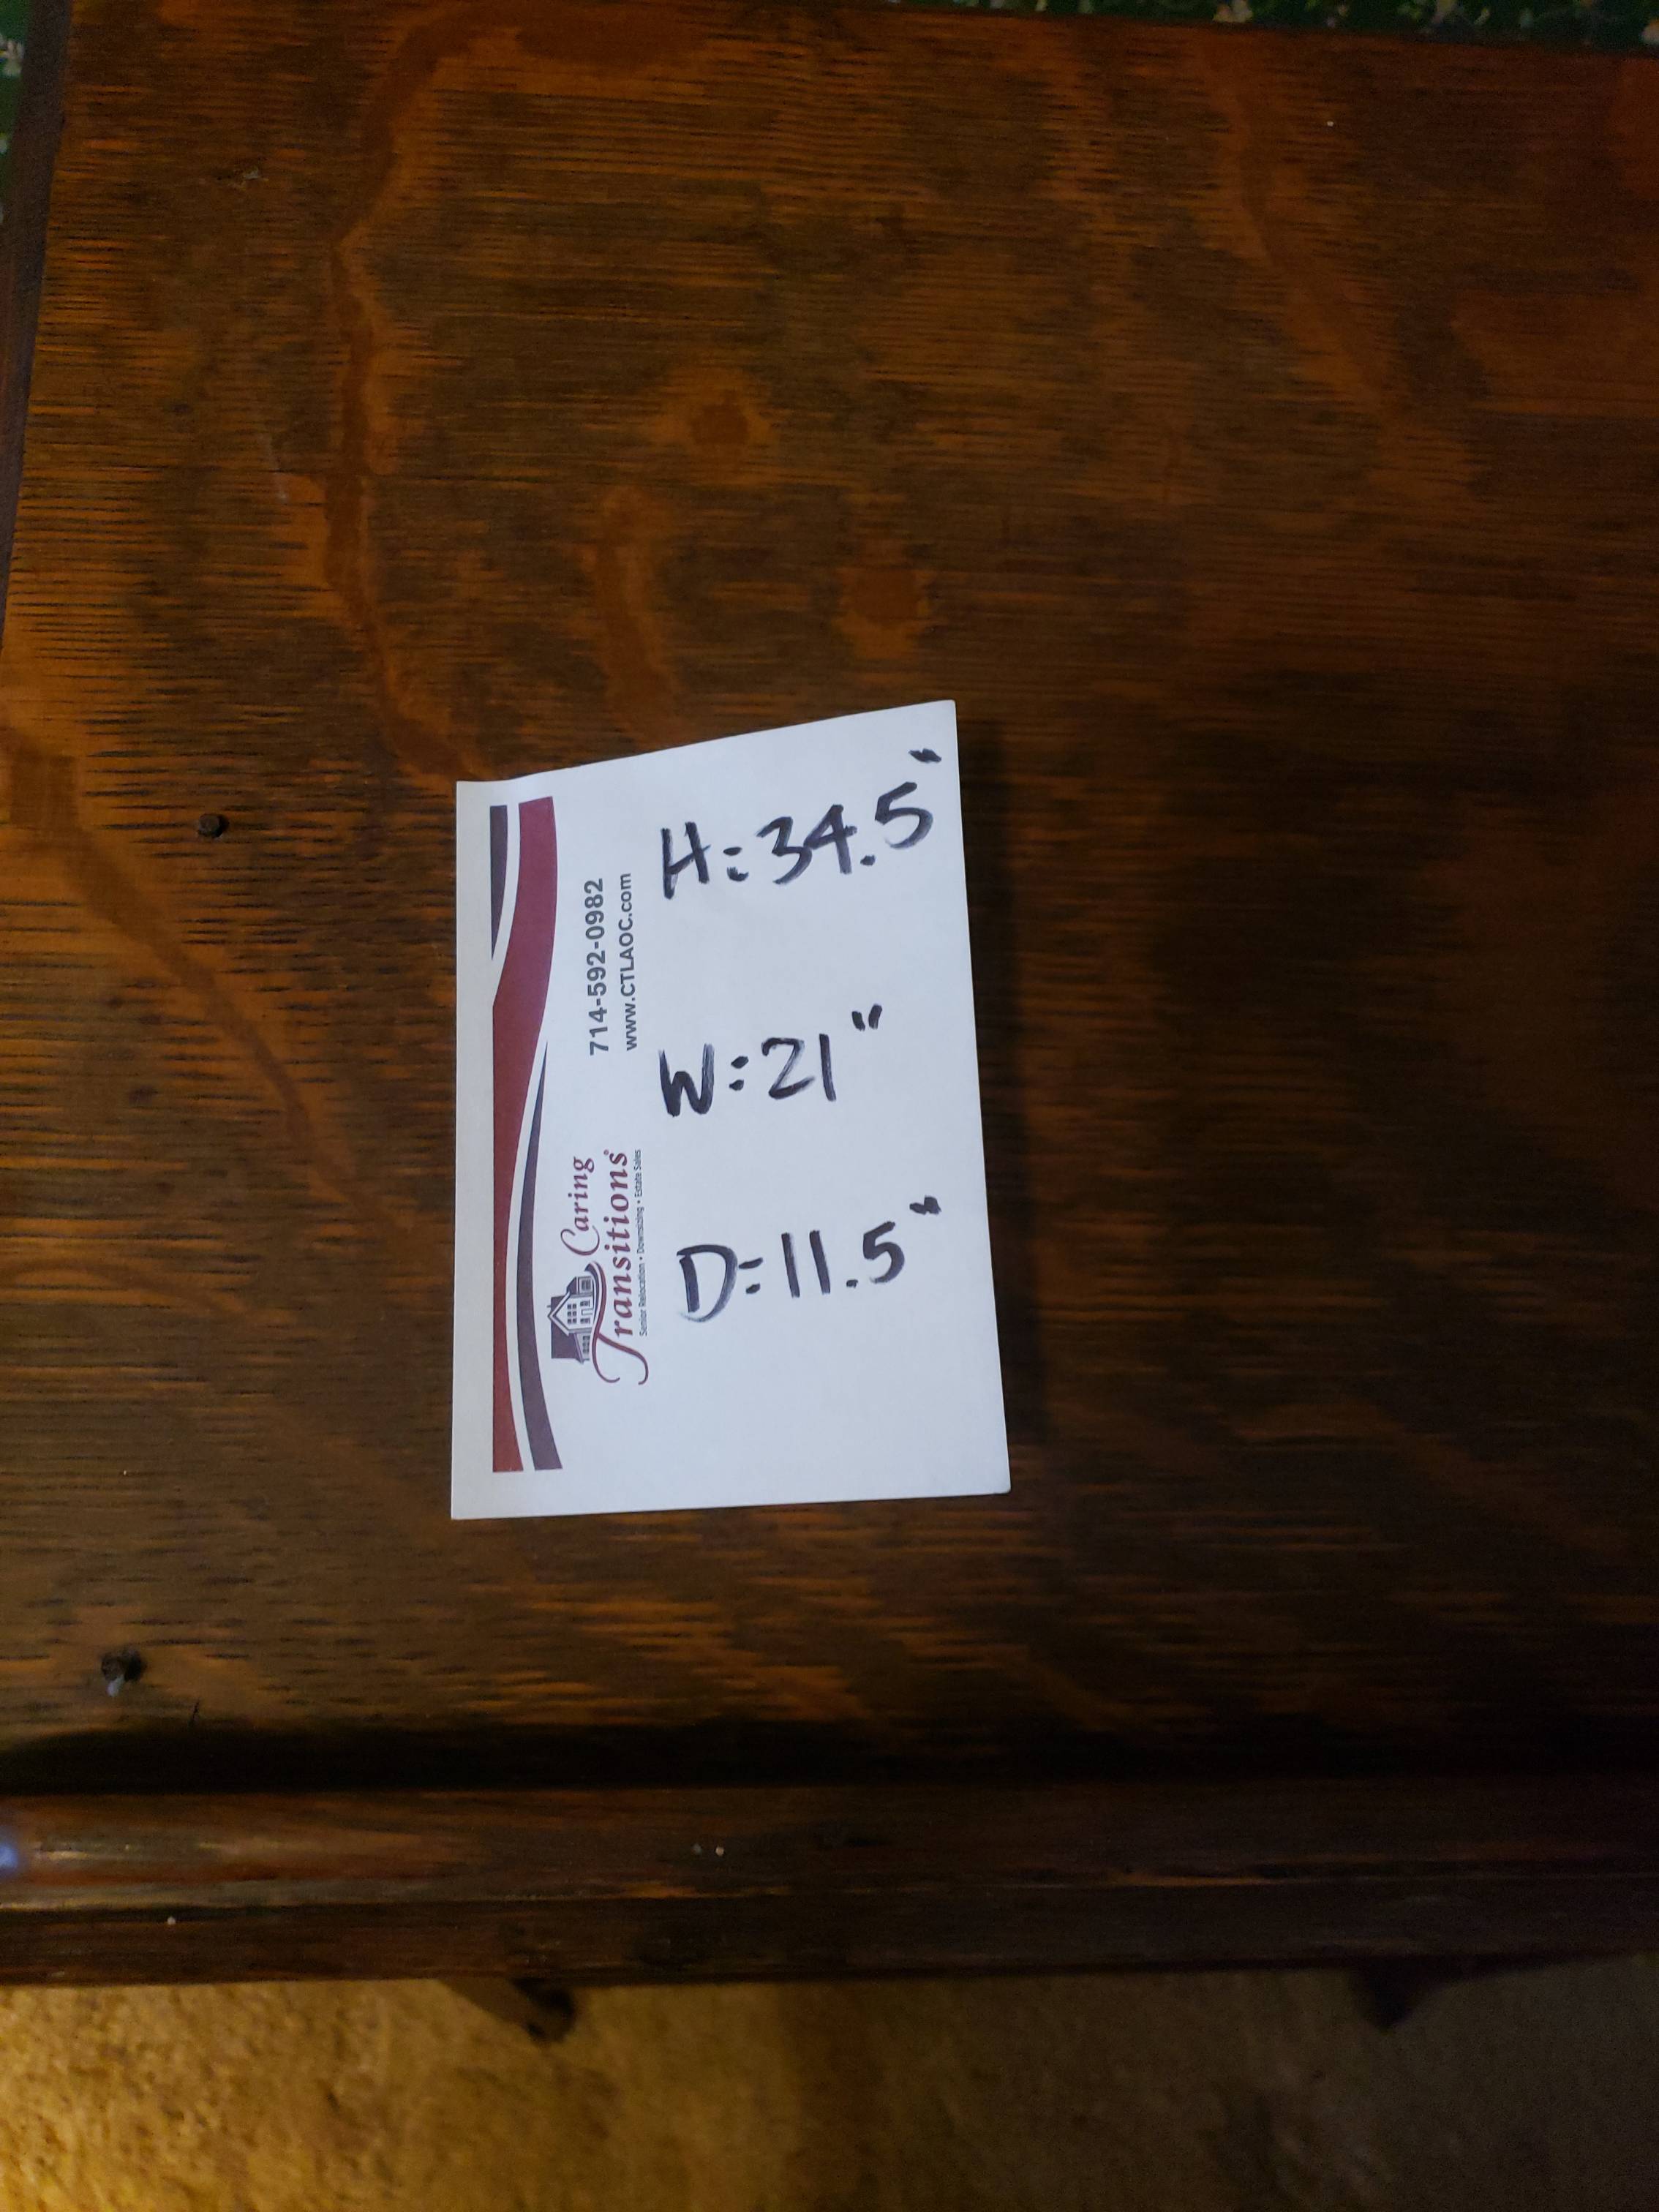 Caring
Transitions®
Senior Relocation • Downsizing • Estate Sales
714-592-0982
www.CTLAOC.com
D: 11.5"
W: 21"
H: 34.5"